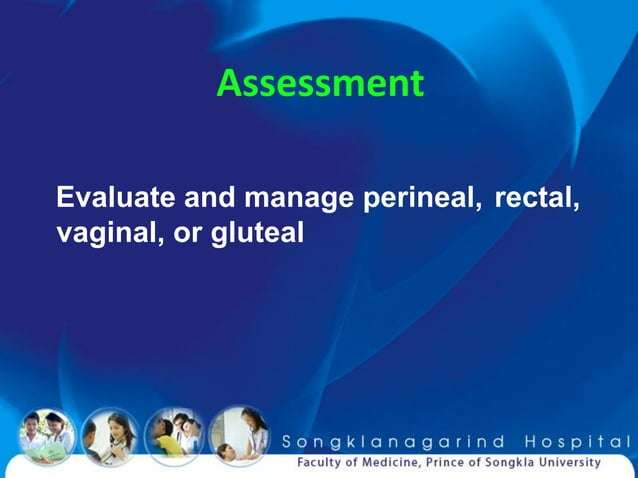 Assessment
Evaluate and manage perineal, rectal,
vaginal, or gluteal
Songklanagarind Hospital
Faculty of Medicine, Prince of Songkla University